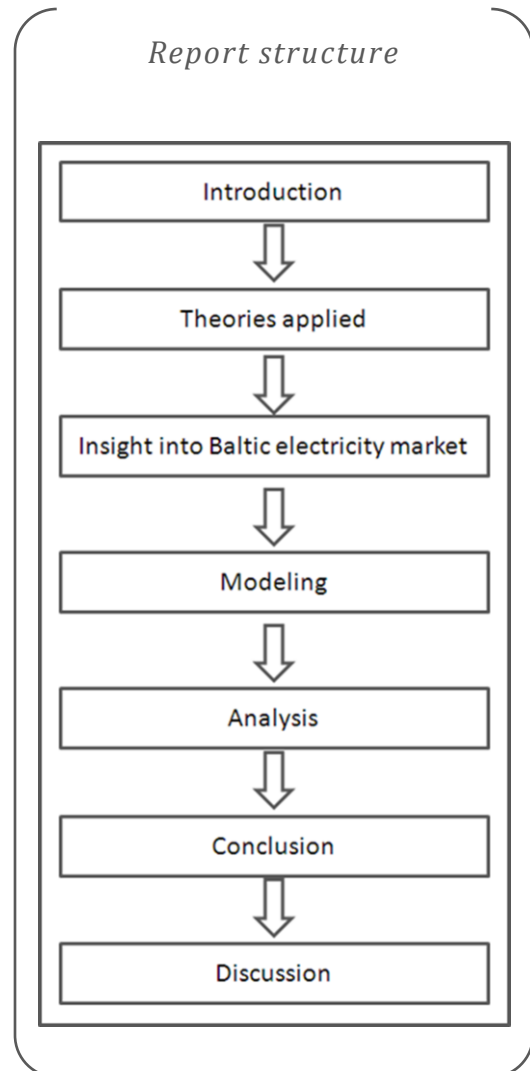 Report structure
Introduction
Theories applied
Insight into Baltic electricity market
Modeling
Analysis
Conclusion
Discussion